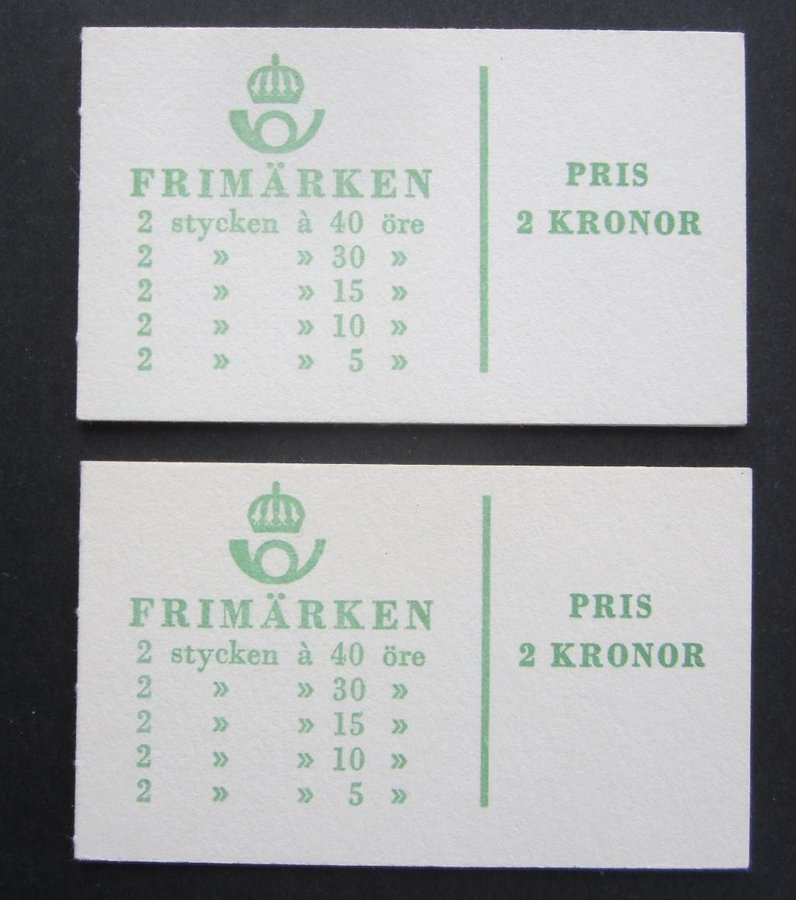 FRIMÄRKEN
2 stycken à 40 öre
2 » » 30 »
2 » » 15 »
2 » » 10 »
2 » » 5 »
PRIS
2 KRONOR
FRIMÄRKEN
2 stycken à 40 öre
2 » » 30 »
2 » » 15 »
2 » » 10 »
2 » » 5 »
PRIS
2 KRONOR